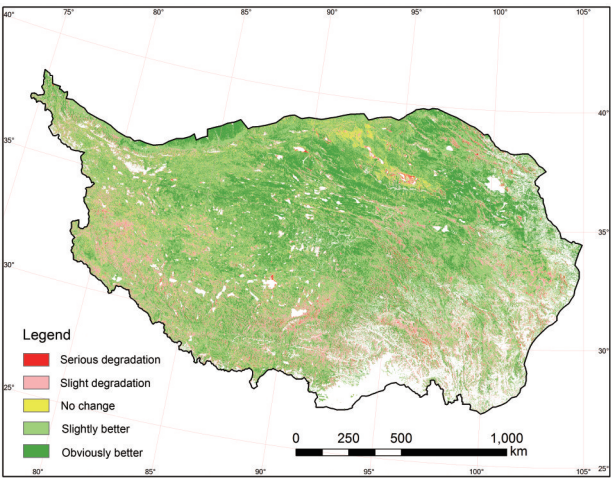 40° 75° 80° 85° 90° 95° 100° 105°
40°
35°
35°
30°
30°
25°
25°
Legend
Serious degradation
Slight degradation
No change
Slightly better
Obviously better
0 250 500 1,000
km
80° 85° 90° 95° 100° 105°